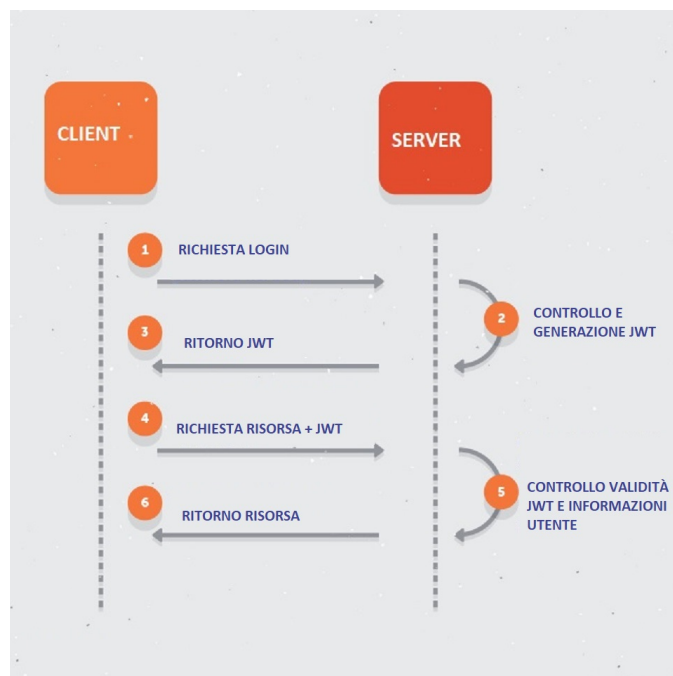 CLIENT
SERVER
1
RICHIESTA LOGIN
2
CONTROLLO E
GENERAZIONE JWT
3
RITORNO JWT
4
RICHIESTA RISORSA + JWT
5
CONTROLLO VALIDITÀ
JWT E INFORMAZIONI
UTENTE
6
RITORNO RISORSA